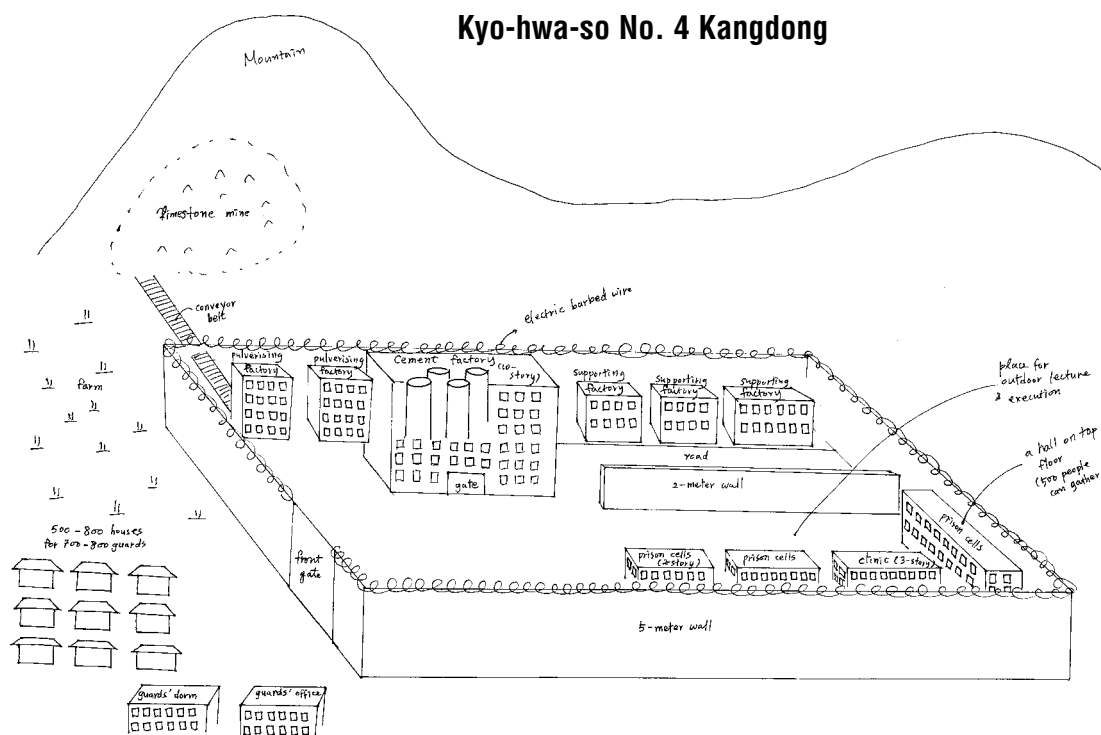 Kyo-hwa-so No. 4 Kangdong
Mountain
limestone mine
conveyor
belt
electric barbed wire
pulverising
factory
pulverising
factory
Cement factory
(10-
story)
supporting
factory
supporting
factory
supporting
factory
place for
outdoor lecture
& execution
farm
road
a hall on top
floor
(500 people
can gather
2-meter wall
gate
prison cells
500-800 houses
for 700-800 guards
front
gate
prison cells
(2-story)
prison cells
clinic (3-story)
5-meter wall
guards' dorm
guards' office